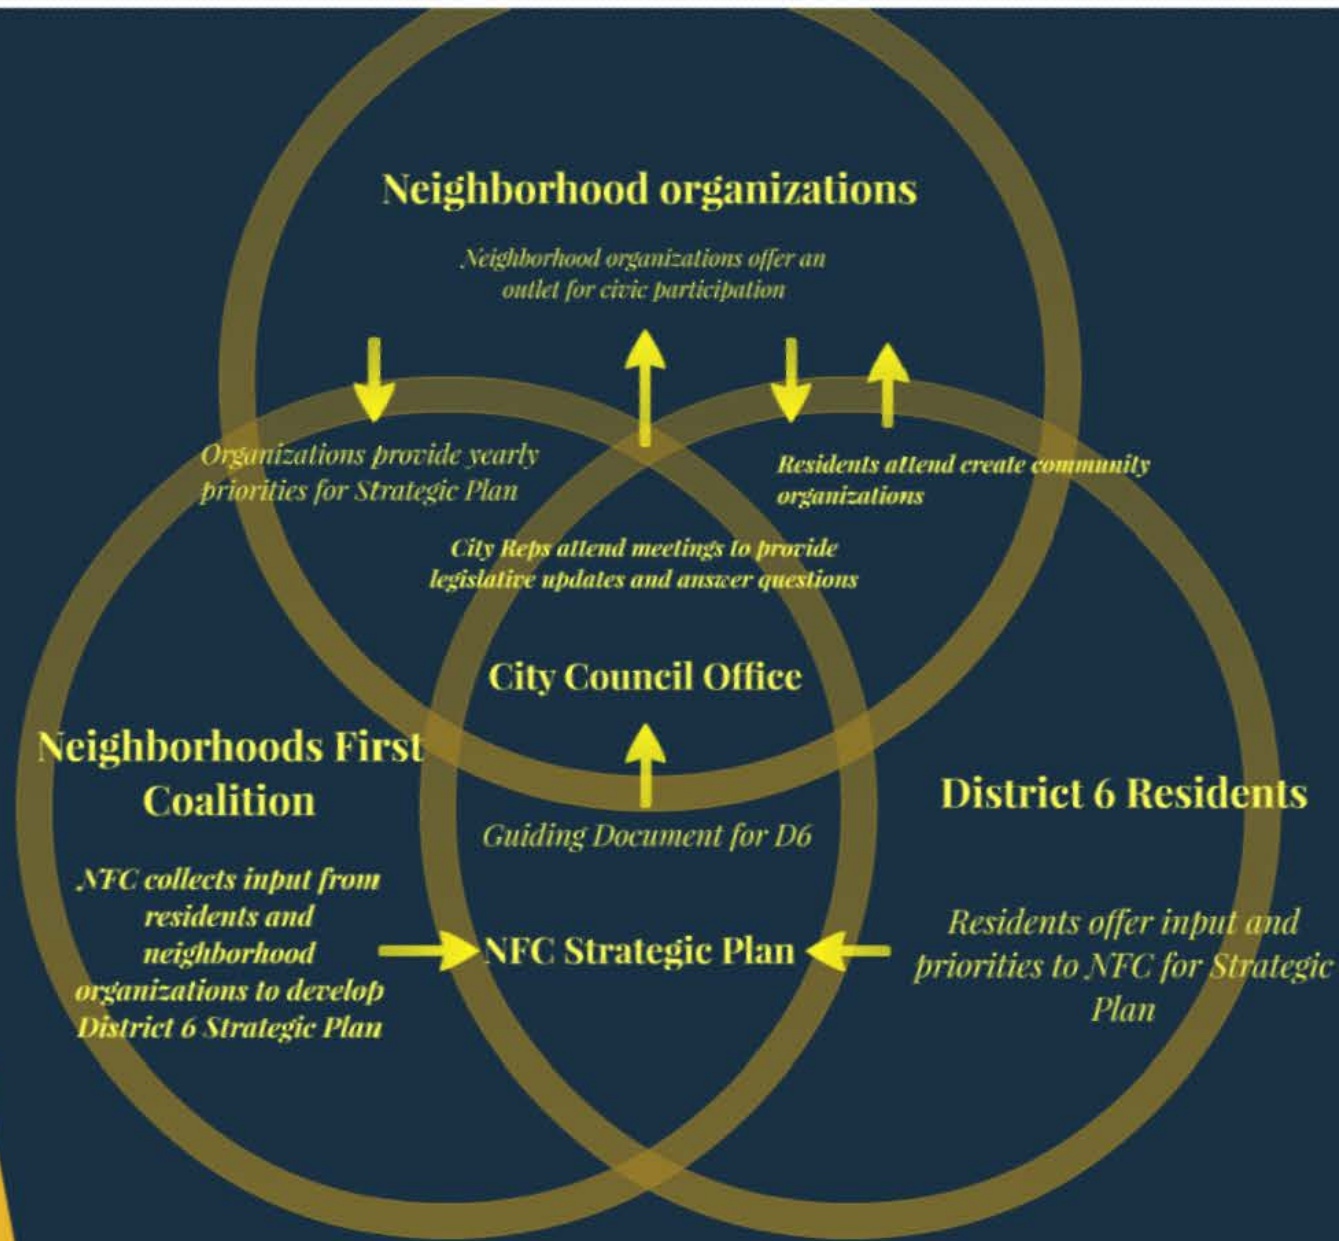 Neighborhood organizations
Neighborhood organizations offer an
outlet for civic participation
Organizations provide yearly
priorities for Strategic Plan
Residents attend create community
organizations
City Reps attend meetings to provide
legislative updates and answer questions
City Council Office
Neighborhoods First
Coalition
District 6 Residents
Guiding Document for D6
NFC collects input from
residents and
neighborhood
organizations to develop
District 6 Strategic Plan
NFC Strategic Plan
Residents offer input and
priorities to NFC for Strategic
Plan